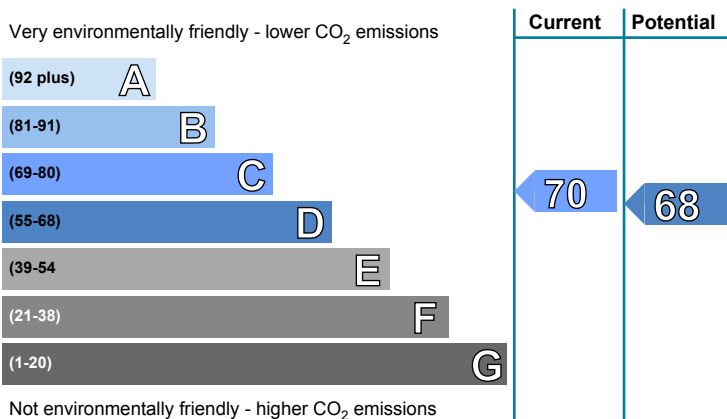 Very environmentally friendly - lower CO2 emissions
Current
Potential
(92 plus) A
(81-91) B
(69-80) C
(55-68) D
(39-54 E
(21-38) F
(1-20) G
70
68
Not environmentally friendly - higher CO2 emissions